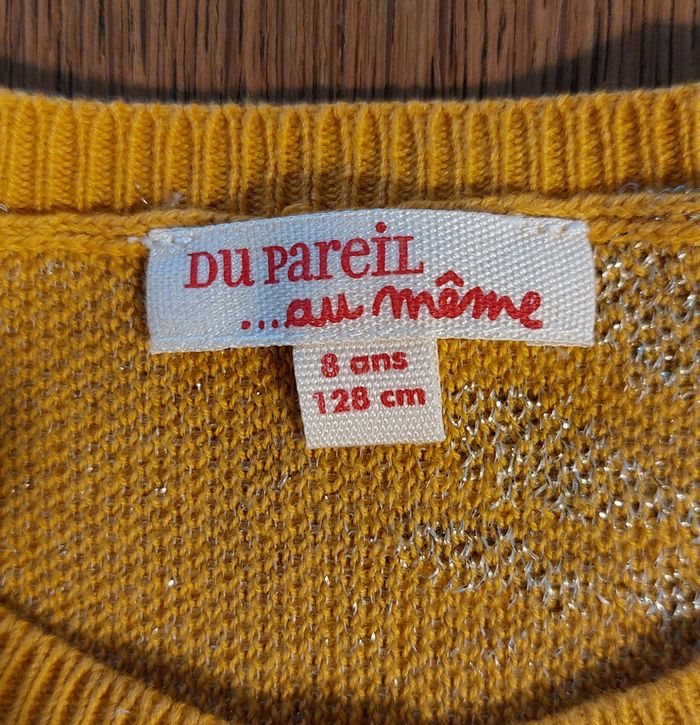 DU PAREIL
...au même
8 ans
128 cm